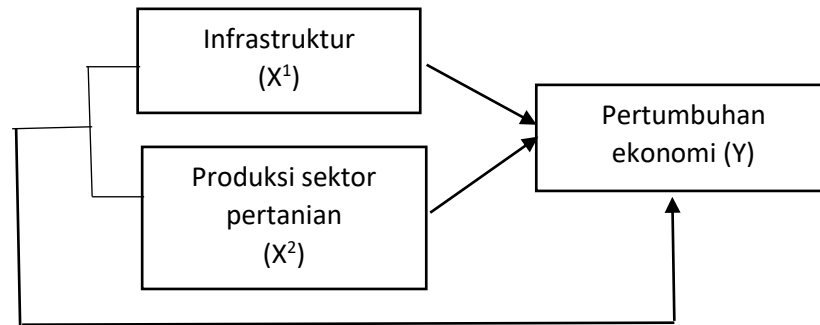 Infrastruktur
(X¹)
Produksi sektor
pertanian
(X²)
Pertumbuhan
ekonomi (Y)